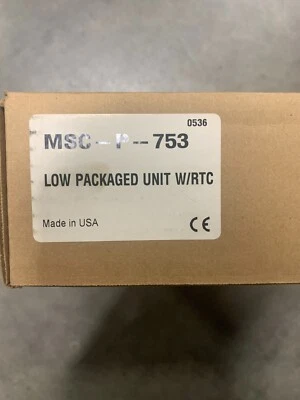 0536
MSC-P-753
LOW PACKAGED UNIT W/RTC
Made in USA
CE